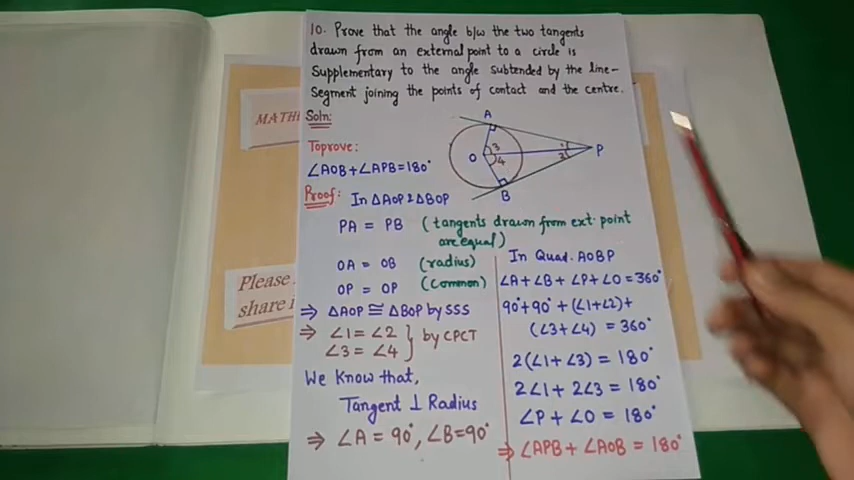 10. Prove that the angle b/w the two tangents
drawn from an external point to a circle is
Supplementary to the angle subtended by the line-
Segment joining the points of contact and the centre.
Soln:
To prove:
∠AOB + ∠APB = 180°
A
O
3
4
1
2
P
B
Proof: In △AOP & △BOP
PA = PB (tangents drawn from ext. point
are equal)
OA = OB (radius)
OP = OP (Common)
⇒ △AOP ≅ △BOP by SSS
⇒ ∠1 = ∠2 } by CPCT
∠3 = ∠4
We Know that,
Tangent ⊥ Radius
⇒ ∠A = 90°, ∠B = 90°
In Quad. AOBP
∠A + ∠B + ∠P + ∠O = 360°
90° + 90° + (∠1 + ∠2) +
(∠3 + ∠4) = 360°
2(∠1 + ∠3) = 180°
2∠1 + 2∠3 = 180°
∠P + ∠O = 180°
⇒ ∠APB + ∠AOB = 180°
MATH
Please
share